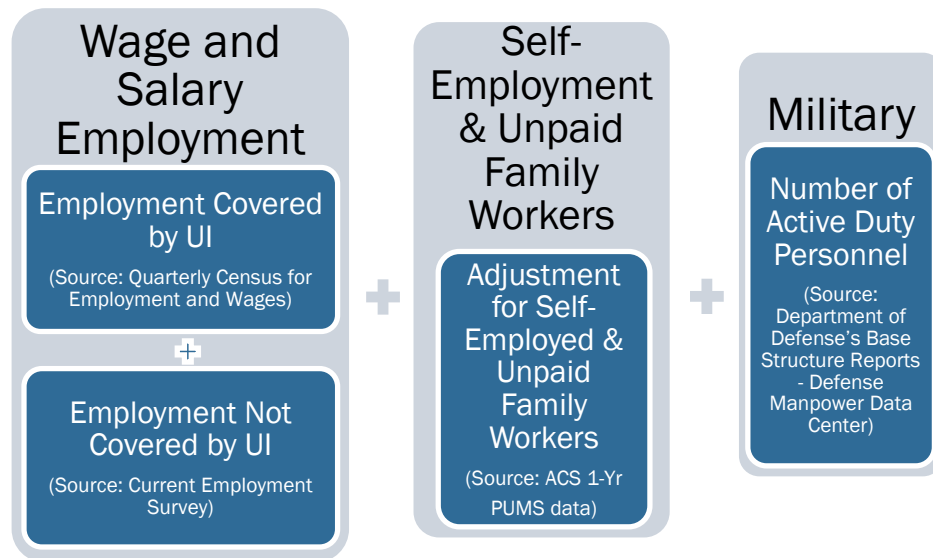 Wage and
Salary
Employment
Employment Covered
by UI
(Source: Quarterly Census for
Employment and Wages)
+
Employment Not
Covered by UI
(Source: Current Employment
Survey)
+
Self-
Employment
& Unpaid
Family
Workers
Adjustment
for Self-
Employed &
Unpaid
Family
Workers
(Source: ACS 1-Yr
PUMS data)
+
Military
Number of
Active Duty
Personnel
(Source:
Department of
Defense's Base
Structure Reports
- Defense
Manpower Data
Center)